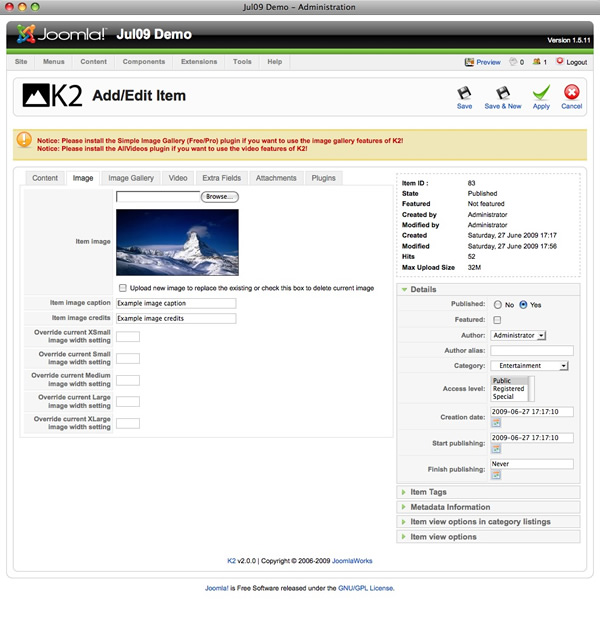 Jul09 Demo - Administration
Joomla! Jul09 Demo
Version 1.5.11
Site Menus Content Components Extensions Tools Help Preview 0 1 Logout
K2 Add/Edit Item
Save Save & New Apply Cancel
Notice: Please install the Simple Image Gallery (Free/Pro) plugin if you want to use the image gallery features of K2!
Notice: Please install the AllVideos plugin if you want to use the video features of K2!
Content Image Image Gallery Video Extra Fields Attachments Plugins
Browse...
Item image
Upload new image to replace the existing or check this box to delete current image
Item image caption Example image caption
Item image credits Example image credits
Override current XSmall
image width setting
Override current Small
image width setting
Override current Medium
image width setting
Override current Large
image width setting
Override current XLarge
image width setting
Item ID : 83
State Published
Featured Not featured
Created by Administrator
Modified by Administrator
Created Saturday, 27 June 2009 17:17
Modified Saturday, 27 June 2009 17:56
Hits 52
Max Upload Size 32M
Details
Published: No Yes
Featured:
Author: Administrator
Author alias:
Category: Entertainment
Access level: Public
Registered
Special
Creation date: 2009-06-27 17:17:10
Start publishing: 2009-06-27 17:17:10
Finish publishing: Never
Item Tags
Metadata Information
Item view options in category listings
Item view options
K2 v2.0.0 | Copyright © 2006-2009 JoomlaWorks
Joomla! is Free Software released under the GNU/GPL License.